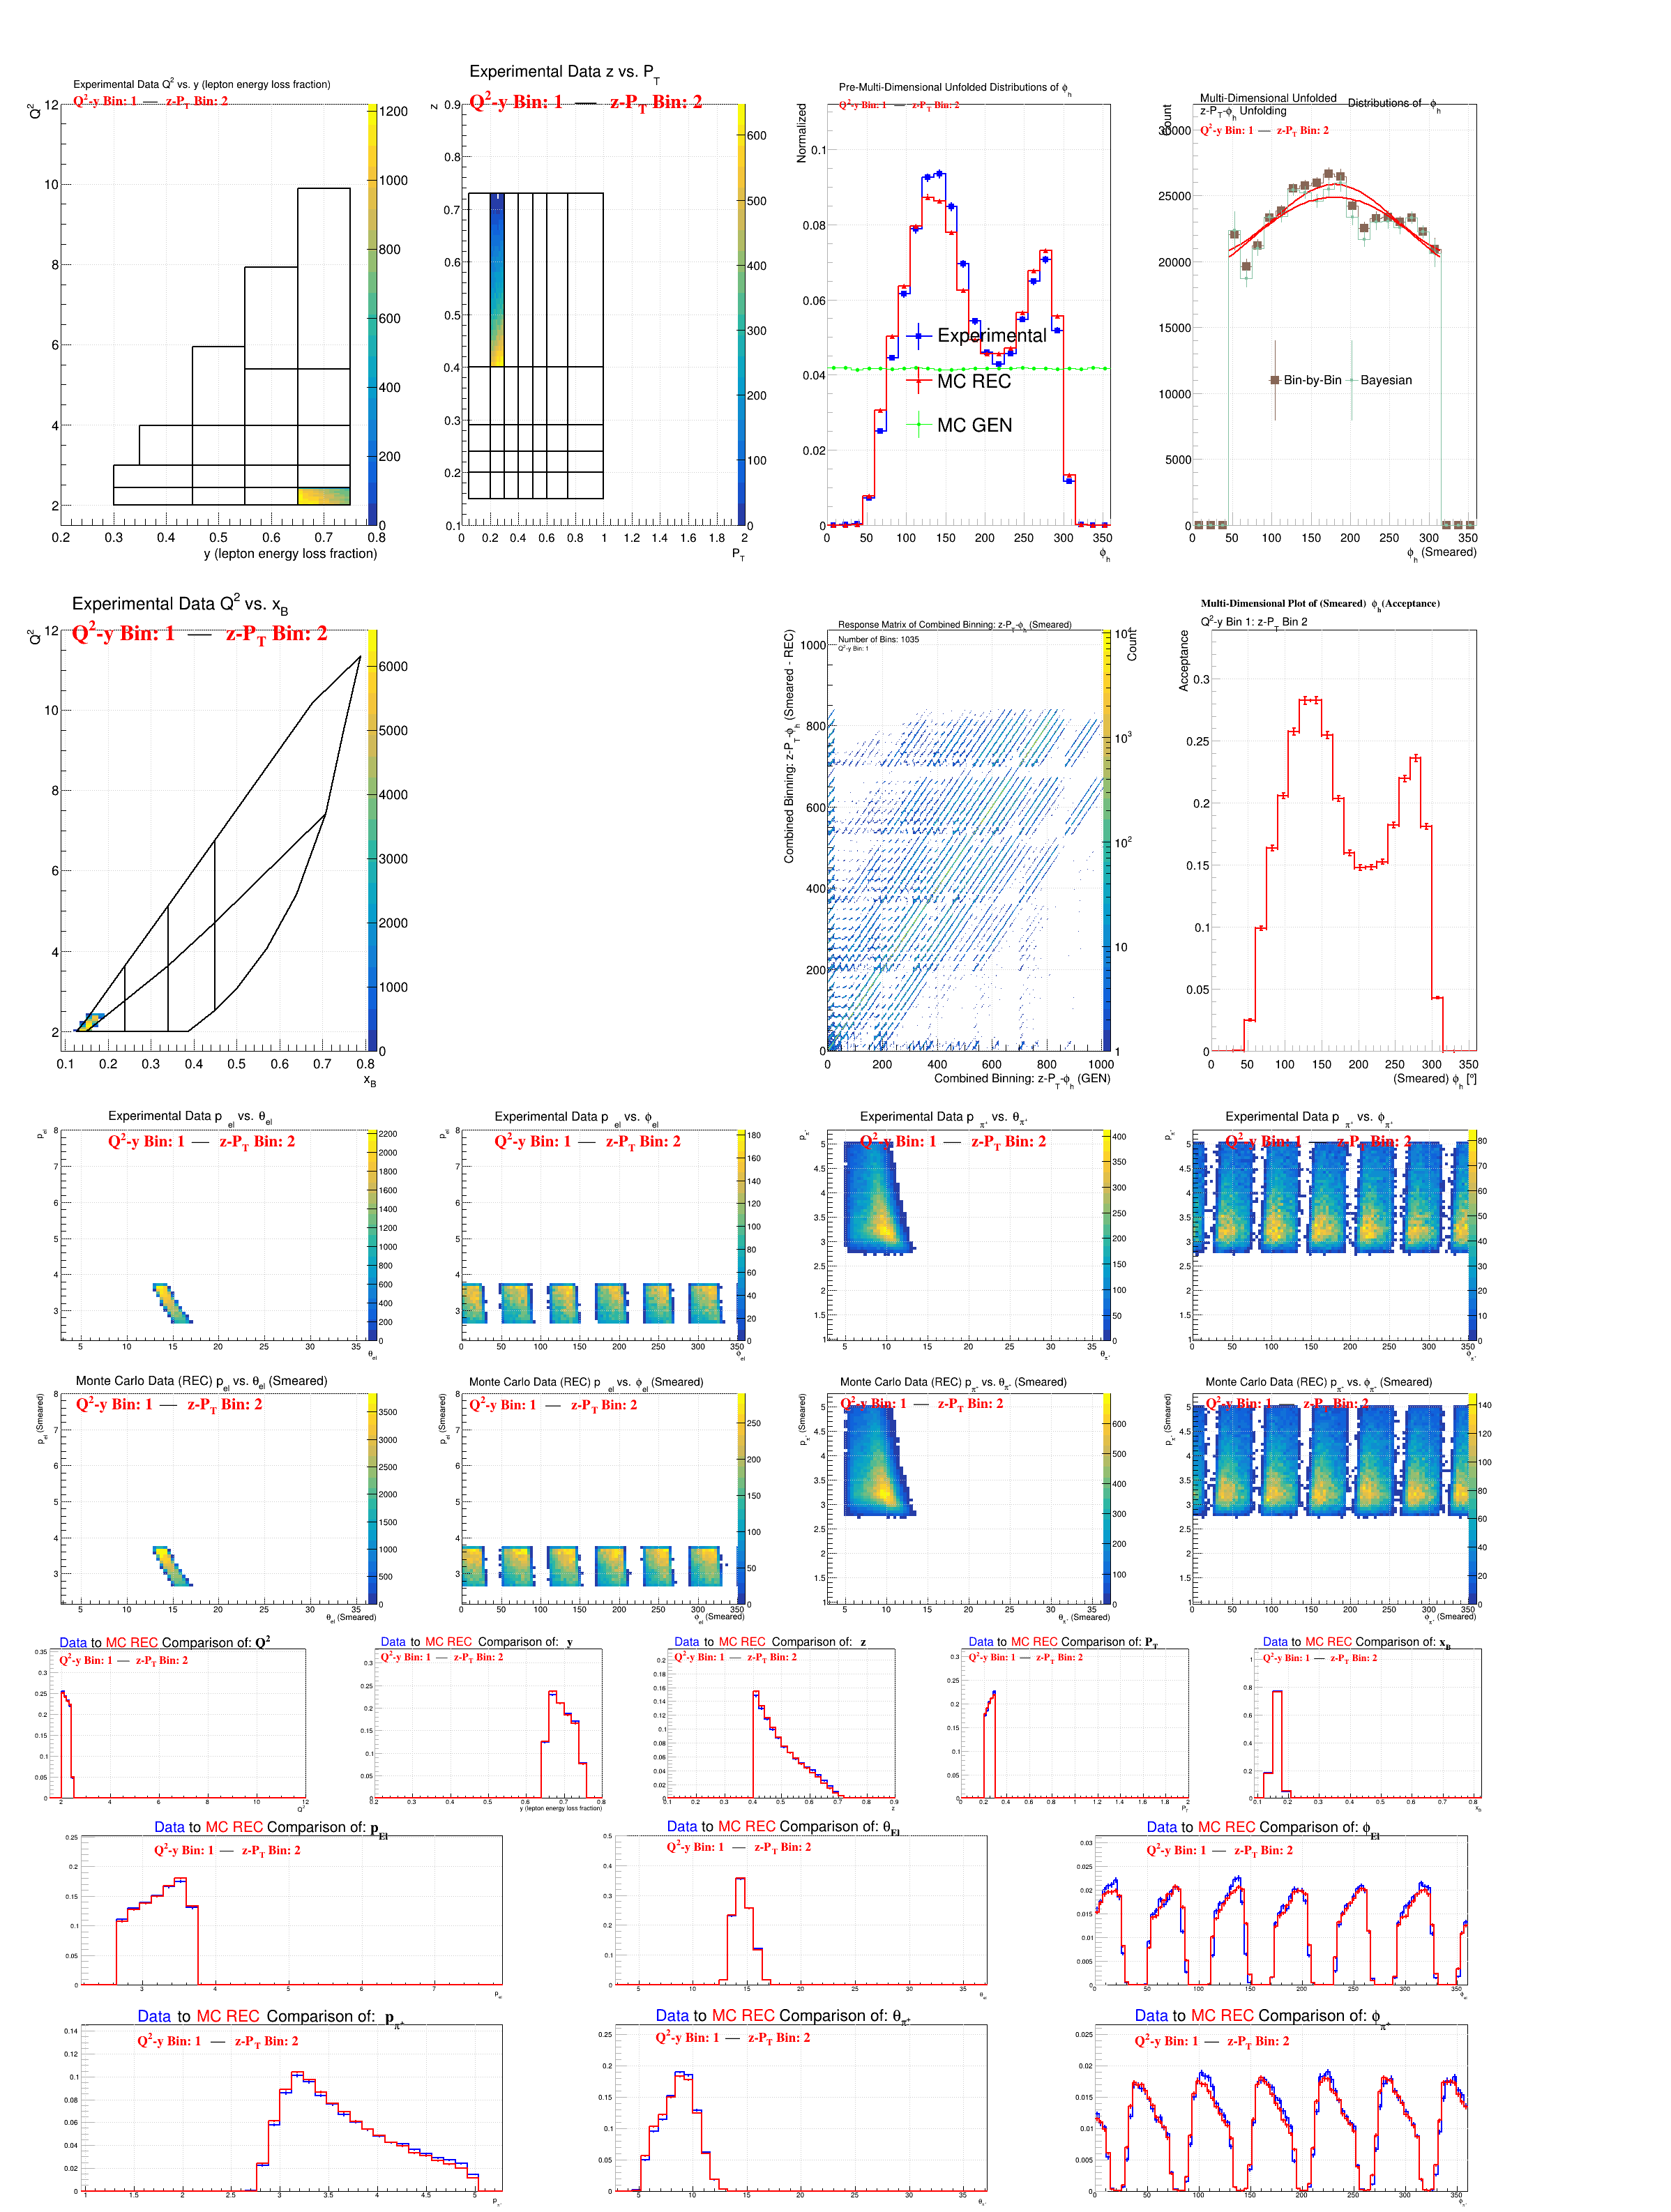 Experimental Data Q² vs. y (lepton energy loss fraction)
Q²-y Bin: 1 — z-P_T Bin: 2
Q²
y (lepton energy loss fraction)
Experimental Data z vs. P_T
Q²-y Bin: 1 — z-P_T Bin: 2
z
P_T
Pre-Multi-Dimensional Unfolded Distributions of ϕ_h
Q²-y Bin: 1 — z-P_T Bin: 2
Normalized
Experimental
MC REC
MC GEN
ϕ_h
Multi-Dimensional Unfolded Distributions of ϕ_h
z-P_T-ϕ_h Unfolding
Q²-y Bin: 1 — z-P_T Bin: 2
Count
Bin-by-Bin
Bayesian
ϕ_h (Smeared)
Experimental Data Q² vs. x_B
Q²-y Bin: 1 — z-P_T Bin: 2
Q²
x_B
Response Matrix of Combined Binning: z-P_T-ϕ_h (Smeared)
Number of Bins: 1035
Q²-y Bin: 1
Combined Binning: z-P_T-ϕ_h (Smeared - REC)
Count
Combined Binning: z-P_T-ϕ_h (GEN)
Multi-Dimensional Plot of (Smeared) ϕ_h (Acceptance)
Q²-y Bin 1: z-P_T Bin 2
Acceptance
(Smeared) ϕ_h [°]
Experimental Data p_el vs. θ_el
Q²-y Bin: 1 — z-P_T Bin: 2
Experimental Data p_el vs. ϕ_el
Q²-y Bin: 1 — z-P_T Bin: 2
Experimental Data p_π⁺ vs. θ_π⁺
Q²-y Bin: 1 — z-P_T Bin: 2
Experimental Data p_π⁺ vs. ϕ_π⁺
Q²-y Bin: 1 — z-P_T Bin: 2
Monte Carlo Data (REC) p_el vs. θ_el (Smeared)
Q²-y Bin: 1 — z-P_T Bin: 2
p_el (Smeared)
θ_el (Smeared)
Monte Carlo Data (REC) p_el vs. ϕ_el (Smeared)
Q²-y Bin: 1 — z-P_T Bin: 2
p_el (Smeared)
ϕ_el (Smeared)
Monte Carlo Data (REC) p_π⁺ vs. θ_π⁺ (Smeared)
Q²-y Bin: 1 — z-P_T Bin: 2
p_π⁺ (Smeared)
θ_π⁺ (Smeared)
Monte Carlo Data (REC) p_π⁺ vs. ϕ_π⁺ (Smeared)
Q²-y Bin: 1 — z-P_T Bin: 2
p_π⁺ (Smeared)
ϕ_π⁺ (Smeared)
Data to MC REC Comparison of: Q²
Q²-y Bin: 1 — z-P_T Bin: 2
Q²
Data to MC REC Comparison of: y
Q²-y Bin: 1 — z-P_T Bin: 2
y (lepton energy loss fraction)
Data to MC REC Comparison of: z
Q²-y Bin: 1 — z-P_T Bin: 2
z
Data to MC REC Comparison of: P_T
Q²-y Bin: 1 — z-P_T Bin: 2
P_T
Data to MC REC Comparison of: x_B
Q²-y Bin: 1 — z-P_T Bin: 2
x_B
Data to MC REC Comparison of: p_El
Q²-y Bin: 1 — z-P_T Bin: 2
Data to MC REC Comparison of: θ_El
Q²-y Bin: 1 — z-P_T Bin: 2
Data to MC REC Comparison of: ϕ_El
Q²-y Bin: 1 — z-P_T Bin: 2
Data to MC REC Comparison of: p_π⁺
Q²-y Bin: 1 — z-P_T Bin: 2
Data to MC REC Comparison of: θ_π⁺
Q²-y Bin: 1 — z-P_T Bin: 2
Data to MC REC Comparison of: ϕ_π⁺
Q²-y Bin: 1 — z-P_T Bin: 2